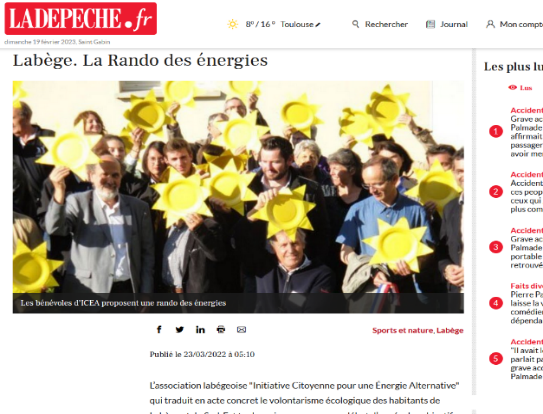 LADEPECHE.fr
8° / 16° Toulouse
Rechercher
Journal
Mon compt
dimanche 19 février 2023, Saint Gabin
Labège. La Rando des énergies
Les bénévoles d'ICEA proposent une rando des énergies
Sports et nature, Labège
Publié le 23/03/2022 à 05:10
L'association labégeoise "Initiative Citoyenne pour une Énergie Alternative"
qui traduit en acte concret le volontarisme écologique des habitants de
Les plus lu
Lus
1
Accident
Grave ac
Palmade
affirmait
passager
avoir me
2
Accident
Accident
ces peop
ceux qui
plus com
3
Accident
Grave ac
Palmade
portable
retrouvé
4
Faits dive
Pierre Pa
laisse la v
comédie
dépenda
5
Accident
"Il avait l
parlait pa
grave acc
Palmade